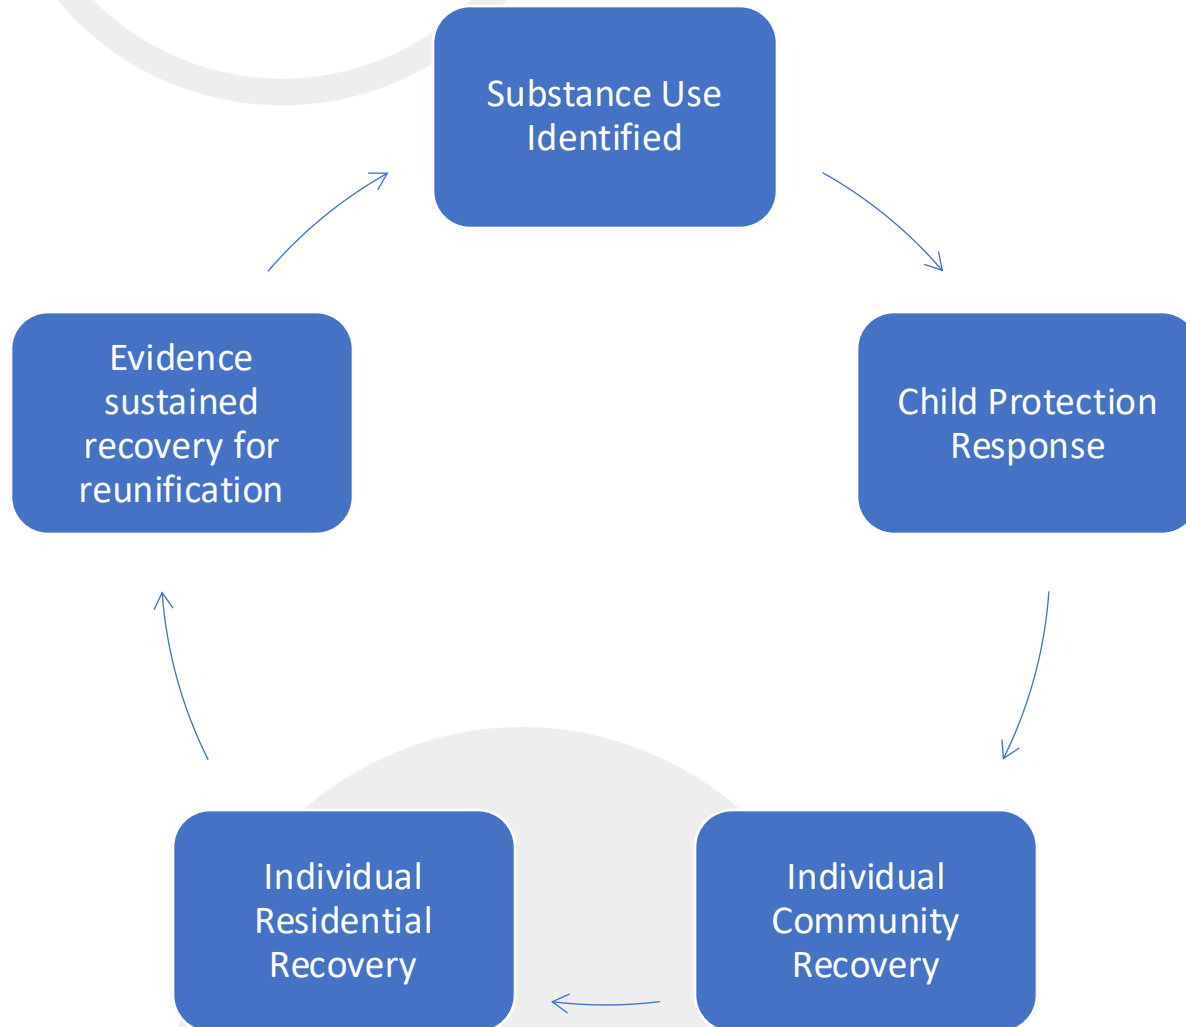 Substance Use
Identified
Child Protection
Response
Individual
Community
Recovery
Individual
Residential
Recovery
Evidence
sustained
recovery for
reunification